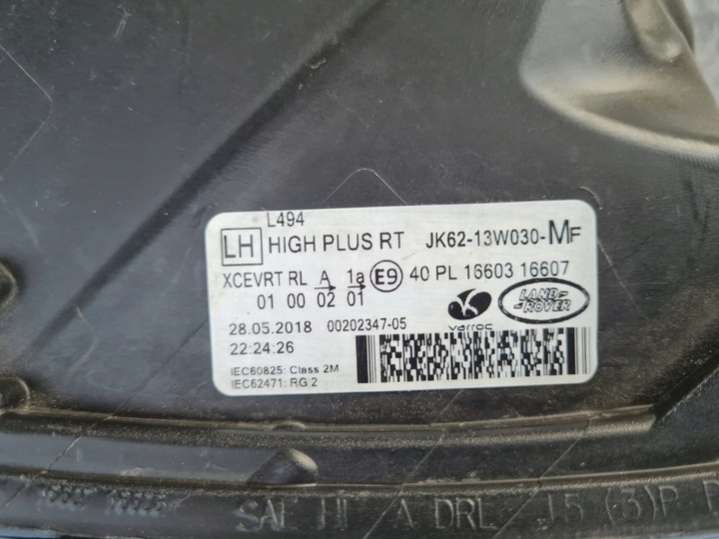 L494
LH HIGH PLUS RT JK62-13W030-MF
XCEVRT RL A 1a E9 40 PL 16603 16607
01 00 02 01
LAND ROVER
varroc
28.05.2018 00202347-05
22:24:26
IEC60825: Class 2M
IEC62471: RG 2
A DRL